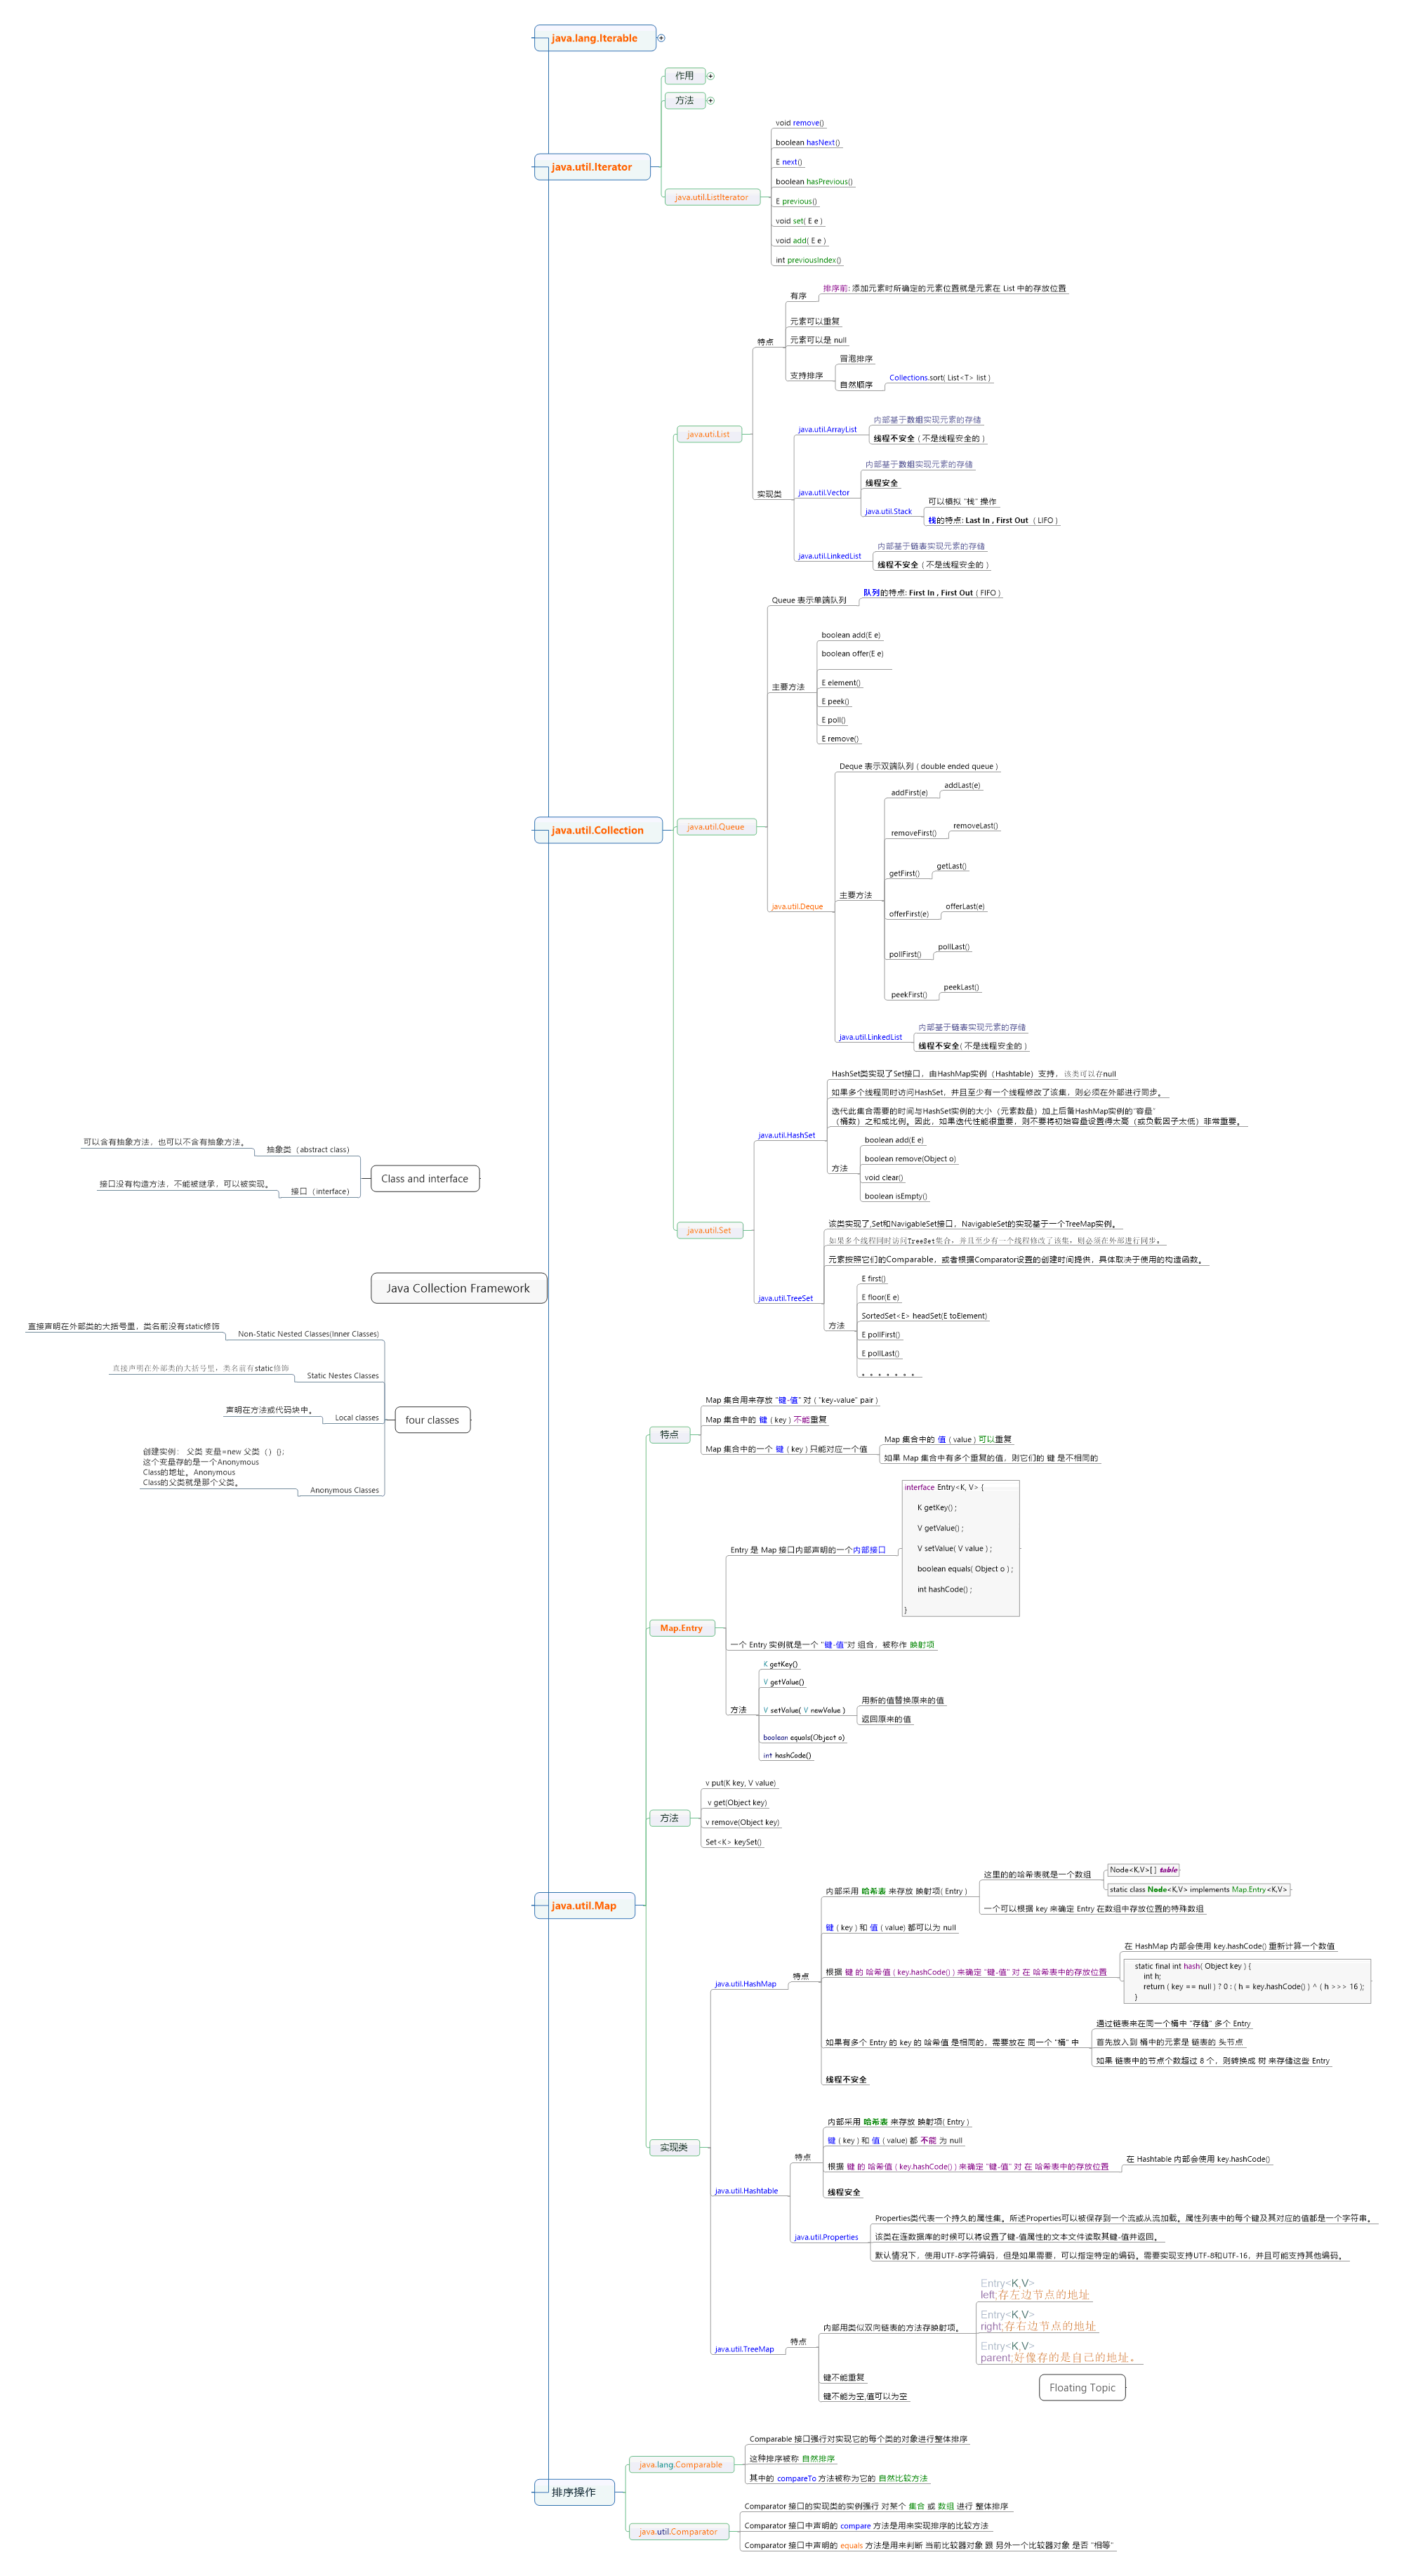 java.lang.Iterable
作用
方法
java.util.Iterator
java.util.ListIterator
void remove()
boolean hasNext()
E next()
boolean hasPrevious()
E previous()
void set( E e )
void add( E e )
int previousIndex()
java.util.Collection
java.uti.List
特点
有序
排序前: 添加元素时所确定的元素位置就是元素在 List 中的存放位置
元素可以重复
元素可以是 null
支持排序
冒泡排序
自然顺序
Collections.sort( List<T> list )
实现类
java.util.ArrayList
内部基于数组实现元素的存储
线程不安全 ( 不是线程安全的 )
java.util.Vector
内部基于数组实现元素的存储
线程安全
java.util.Stack
可以模拟 "栈" 操作
栈的特点: Last In , First Out ( LIFO )
java.util.LinkedList
内部基于链表实现元素的存储
线程不安全 ( 不是线程安全的 )
java.util.Queue
Queue 表示单端队列
队列的特点: First In , First Out ( FIFO )
主要方法
boolean add(E e)
boolean offer(E e)
E element()
E peek()
E poll()
E remove()
java.util.Deque
Deque 表示双端队列 ( double ended queue )
主要方法
addFirst(e)
addLast(e)
removeFirst()
removeLast()
getFirst()
getLast()
offerFirst(e)
offerLast(e)
pollFirst()
pollLast()
peekFirst()
peekLast()
java.util.LinkedList
内部基于链表实现元素的存储
线程不安全( 不是线程安全的 )
java.util.Set
java.util.HashSet
HashSet类实现了Set接口，由HashMap实例（Hashtable）支持， 该类可以存null
如果多个线程同时访问HashSet，并且至少有一个线程修改了该集，则必须在外部进行同步。
迭代此集合需要的时间与HashSet实例的大小（元素数量）加上后备HashMap实例的“容量”
（桶数）之和成比例。因此，如果迭代性能很重要，则不要将初始容量设置得太高（或负载因子太低）非常重要。
方法
boolean add(E e)
boolean remove(Object o)
void clear()
boolean isEmpty()
java.util.TreeSet
该类实现了,Set和NavigableSet接口，NavigableSet的实现基于一个TreeMap实例。
如果多个线程同时访问TreeSet集合，并且至少有一个线程修改了该集，则必须在外部进行同步，
元素按照它们的Comparable，或者根据Comparator设置的创建时间提供，具体取决于使用的构造函数。
方法
E first()
E floor(E e)
SortedSet<E> headSet(E toElement)
E pollFirst()
E pollLast()
。。。。。。。
Class and interface
抽象类（abstract class）
可以含有抽象方法，也可以不含有抽象方法。
接口（interface）
接口没有构造方法，不能被继承，可以被实现。
Java Collection Framework
four classes
Non-Static Nested Classes(Inner Classes)
直接声明在外部类的大括号里，类名前没有static修饰
Static Nestes Classes
直接声明在外部类的大括号里，类名前有static修饰
Local classes
声明在方法或代码块中。
Anonymous Classes
创建实例： 父类 变量=new 父类（）{};
这个变量存的是一个Anonymous
Class的地址。Anonymous
Class的父类就是那个父类。
java.util.Map
特点
Map 集合用来存放 "键-值" 对 ( "key-value" pair )
Map 集合中的 键 ( key ) 不能重复
Map 集合中的一个 键 ( key ) 只能对应一个值
Map 集合中的 值 ( value ) 可以重复
如果 Map 集合中有多个重复的值，则它们的 键 是不相同的
Map.Entry
Entry 是 Map 接口内部声明的一个内部接口
interface Entry<K, V> {
K getKey() ;
V getValue() ;
V setValue( V value ) ;
boolean equals( Object o ) ;
int hashCode() ;
}
一个 Entry 实例就是一个 "键-值"对 组合，被称作 映射项
方法
K getKey()
V getValue()
V setValue( V newValue )
用新的值替换原来的值
返回原来的值
boolean equals(Object o)
int hashCode()
方法
v put(K key, V value)
v get(Object key)
v remove(Object key)
Set<K> keySet()
实现类
java.util.HashMap
特点
内部采用 哈希表 来存放 映射项( Entry )
这里的的哈希表就是一个数组
Node<K,V>[ ] table
static class Node<K,V> implements Map.Entry<K,V>
一个可以根据 key 来确定 Entry 在数组中存放位置的特殊数组
键 ( key ) 和 值 ( value) 都可以为 null
根据 键 的 哈希值 ( key.hashCode() ) 来确定 "键-值" 对 在 哈希表中的存放位置
在 HashMap 内部会使用 key.hashCode() 重新计算一个数值
static final int hash( Object key ) {
int h;
return ( key == null ) ? 0 : ( h = key.hashCode() ) ^ ( h >>> 16 );
}
如果有多个 Entry 的 key 的 哈希值 是相同的，需要放在 同一个 "桶" 中
通过链表来在同一个桶中 "存储" 多个 Entry
首先放入到 桶中的元素是 链表的 头节点
如果 链表中的节点个数超过 8 个，则转换成 树 来存储这些 Entry
线程不安全
java.util.Hashtable
特点
内部采用 哈希表 来存放 映射项( Entry )
键 ( key ) 和 值 ( value) 都 不能 为 null
根据 键 的 哈希值 ( key.hashCode() ) 来确定 "键-值" 对 在 哈希表中的存放位置
在 Hashtable 内部会使用 key.hashCode()
线程安全
java.util.Properties
Properties类代表一个持久的属性集。所述Properties可以被保存到一个流或从流加载。属性列表中的每个键及其对应的值都是一个字符串。
该类在连数据库的时候可以将设置了键-值属性的文本文件读取其键-值并返回。
默认情况下，使用UTF-8字符编码，但是如果需要，可以指定特定的编码。需要实现支持UTF-8和UTF-16，并且可能支持其他编码。
java.util.TreeMap
特点
内部用类似双向链表的方法存映射项。
Entry<K,V>
left;存左边节点的地址
Entry<K,V>
right;存右边节点的地址
Entry<K,V>
parent;好像存的是自己的地址。
键不能重复
键不能为空,值可以为空
Floating Topic
排序操作
java.lang.Comparable
Comparable 接口强行对实现它的每个类的对象进行整体排序
这种排序被称 自然排序
其中的 compareTo 方法被称为它的 自然比较方法
java.util.Comparator
Comparator 接口的实现类的实例强行 对某个 集合 或 数组 进行 整体排序
Comparator 接口中声明的 compare 方法是用来实现排序的比较方法
Comparator 接口中声明的 equals 方法是用来判断 当前比较器对象 跟 另外一个比较器对象 是否 "相等"